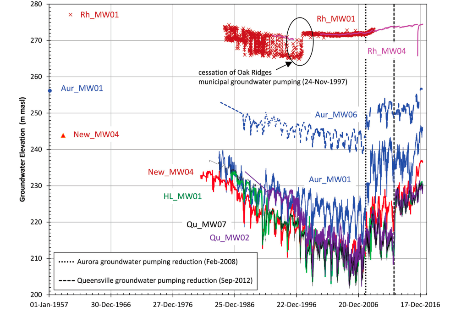 280
270
260
250
240
230
220
210
200
Groundwater Elevation (m masl)
Rh_MW01
Rh_MW01
Rh_MW04
cessation of Oak Ridges
municipal groundwater pumping (24-Nov-1997)
Aur_MW01
Aur_MW06
New_MW04
New_MW04
Aur_MW01
HL_MW01
Qu_MW07
Qu_MW02
Aurora groundwater pumping reduction (Feb-2008)
Queensville groundwater pumping reduction (Sep-2012)
01-Jan-1957 30-Dec-1966 27-Dec-1976 25-Dec-1986 22-Dec-1996 20-Dec-2006 17-Dec-2016